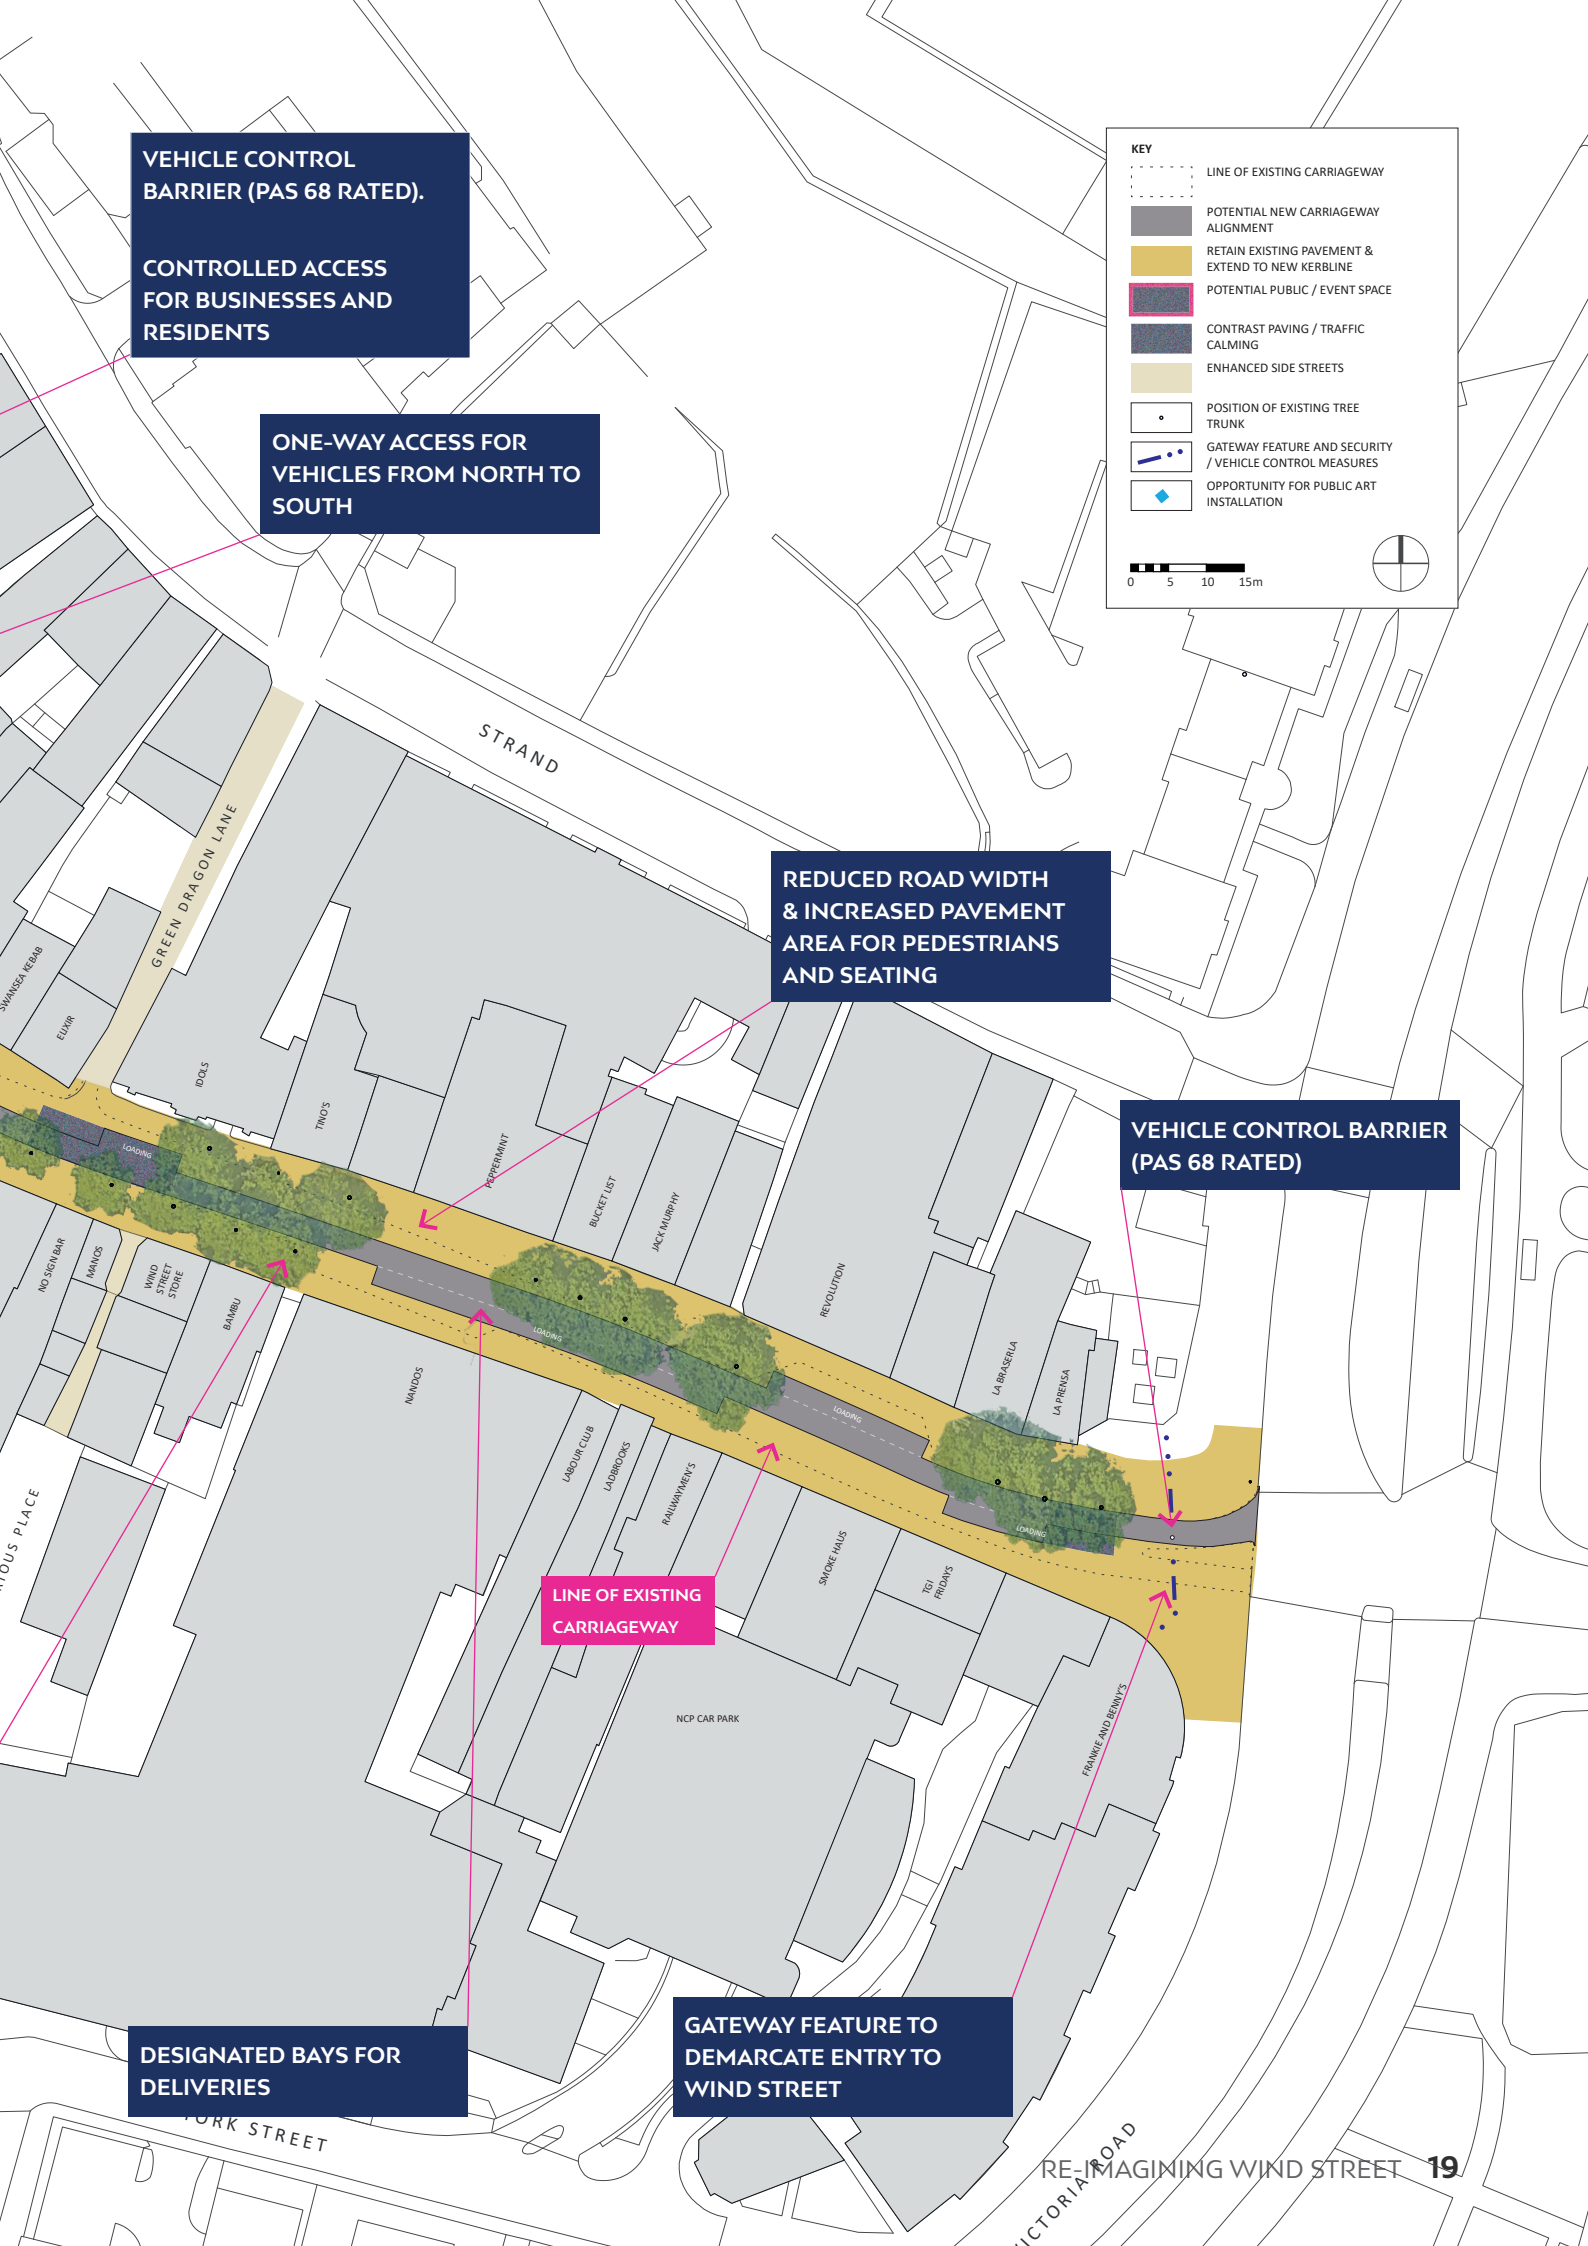 VEHICLE CONTROL
BARRIER (PAS 68 RATED).
CONTROLLED ACCESS
FOR BUSINESSES AND
RESIDENTS
ONE-WAY ACCESS FOR
VEHICLES FROM NORTH TO
SOUTH
KEY
LINE OF EXISTING CARRIAGEWAY
POTENTIAL NEW CARRIAGEWAY
ALIGNMENT
RETAIN EXISTING PAVEMENT &
EXTEND TO NEW KERBLINE
POTENTIAL PUBLIC / EVENT SPACE
CONTRAST PAVING / TRAFFIC
CALMING
ENHANCED SIDE STREETS
POSITION OF EXISTING TREE
TRUNK
GATEWAY FEATURE AND SECURITY
/ VEHICLE CONTROL MEASURES
OPPORTUNITY FOR PUBLIC ART
INSTALLATION
0 5 10 15m
STRAND
GREEN DRAGON LANE
REDUCED ROAD WIDTH
& INCREASED PAVEMENT
AREA FOR PEDESTRIANS
AND SEATING
SWANSEA KEBAB
ELIXIR
IDOLS
TINO'S
PEPPERMINT
BUCKET LIST
JACK MURPHY
REVOLUTION
LA BRASERIA
LA PRENSA
VEHICLE CONTROL BARRIER
(PAS 68 RATED)
LOADING
LOADING
LOADING
LOADING
NO SIGN BAR
MANOS
WIND
STREET
STORE
BAMBU
NANDOS
LABOUR CLUB
LADBROOKS
RAILWAYMEN'S
SMOKE HAUS
TGI
FRIDAYS
FRANKIE AND BENNY'S
LINE OF EXISTING
CARRIAGEWAY
NCP CAR PARK
IOUS PLACE
DESIGNATED BAYS FOR
DELIVERIES
GATEWAY FEATURE TO
DEMARCATE ENTRY TO
WIND STREET
YORK STREET
ICTORIA ROAD
RE-IMAGINING WIND STREET 19